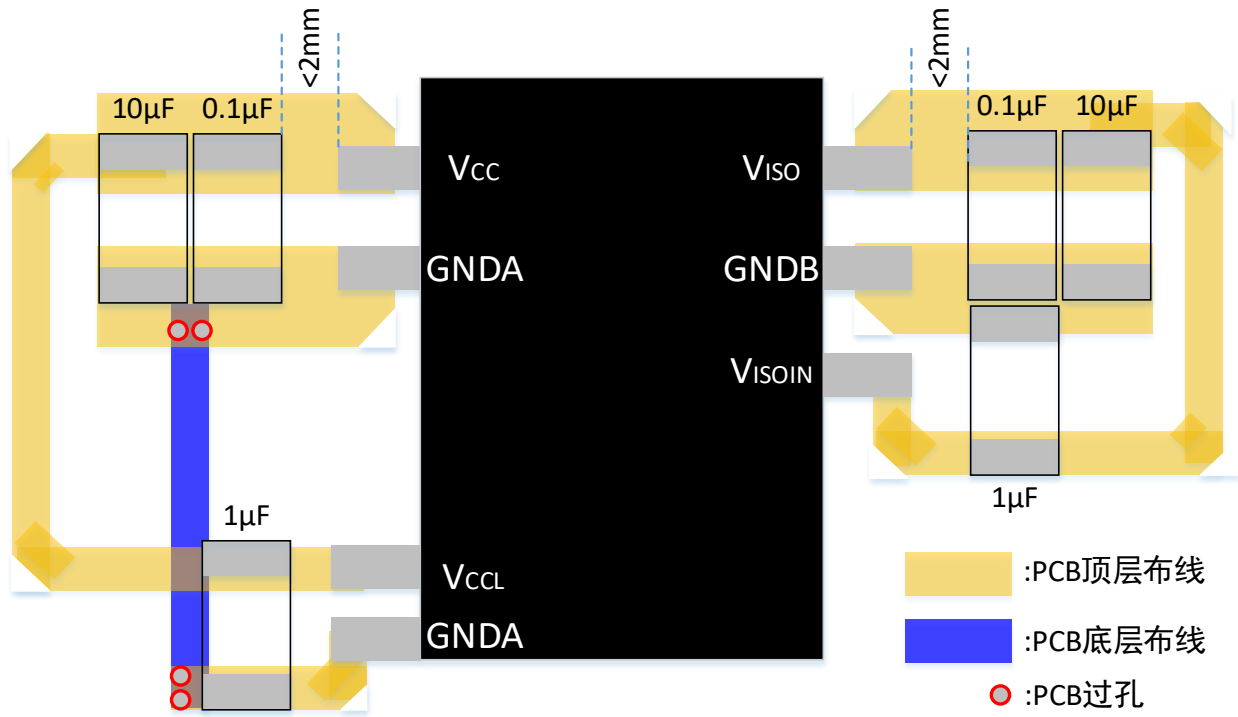 <2mm
<2mm
10μF
0.1μF
0.1μF
10μF
VCC
VISO
GNDA
GNDB
VISOIN
1μF
1μF
VCCL
GNDA
:PCB顶层布线
:PCB底层布线
:PCB过孔